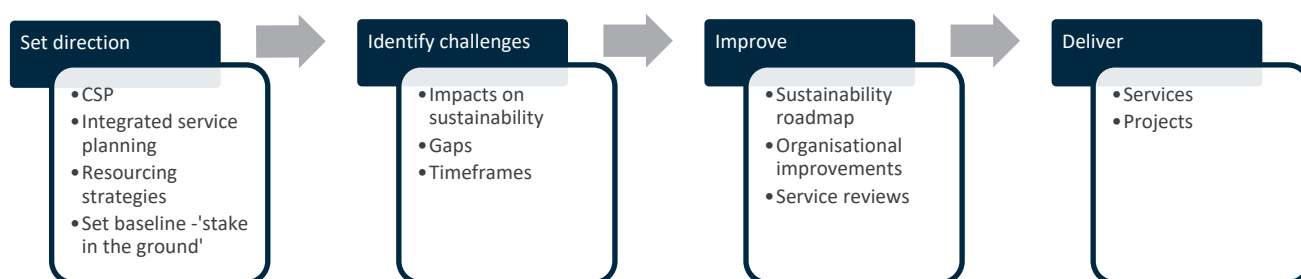 Set direction
•CSP
•Integrated service
planning
•Resourcing
strategies
•Set baseline -'stake
in the ground'
Identify challenges
•Impacts on
sustainability
•Gaps
•Timeframes
Improve
•Sustainability
roadmap
•Organisational
improvements
•Service reviews
Deliver
•Services
•Projects